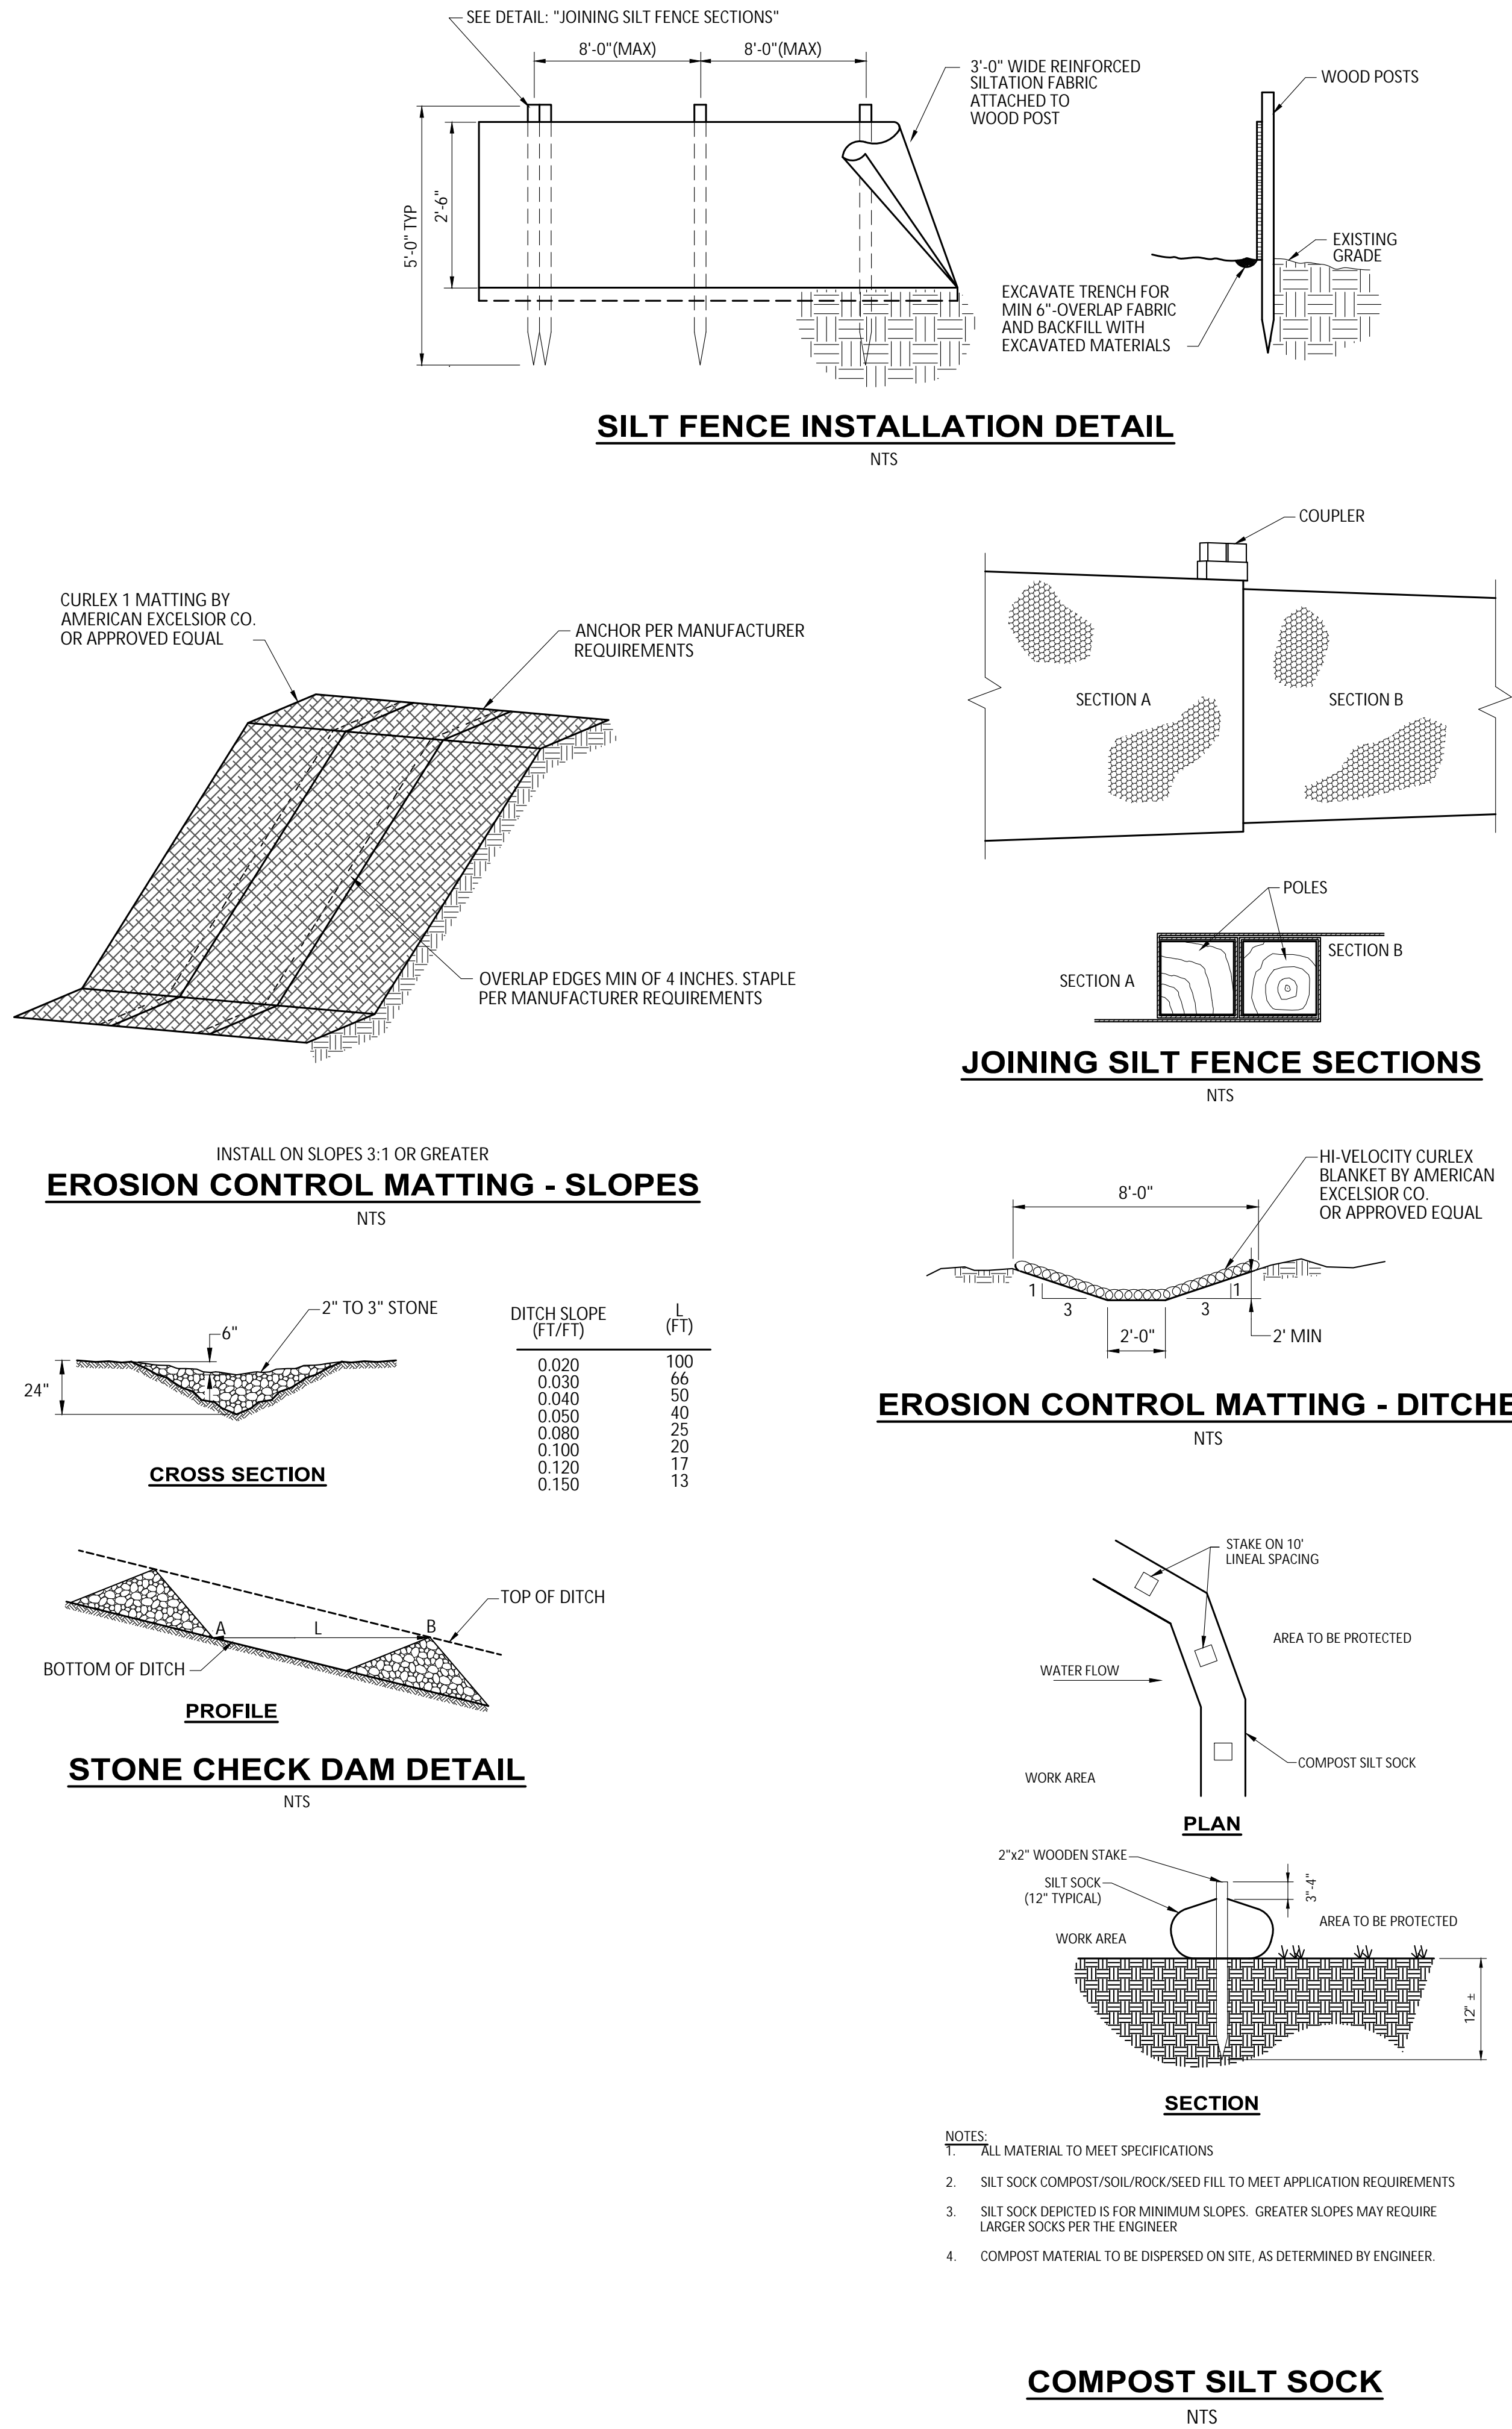 SEE DETAIL: "JOINING SILT FENCE SECTIONS"
8'-0"(MAX)
8'-0"(MAX)
3'-0" WIDE REINFORCED
SILTATION FABRIC
ATTACHED TO
WOOD POST
WOOD POSTS
5'-0" TYP
2'-6"
EXISTING
GRADE
EXCAVATE TRENCH FOR
MIN 6"-OVERLAP FABRIC
AND BACKFILL WITH
EXCAVATED MATERIALS
SILT FENCE INSTALLATION DETAIL
NTS
COUPLER
SECTION A
SECTION B
POLES
SECTION B
SECTION A
JOINING SILT FENCE SECTIONS
NTS
CURLEX 1 MATTING BY
AMERICAN EXCELSIOR CO.
OR APPROVED EQUAL
ANCHOR PER MANUFACTURER
REQUIREMENTS
OVERLAP EDGES MIN OF 4 INCHES. STAPLE
PER MANUFACTURER REQUIREMENTS
INSTALL ON SLOPES 3:1 OR GREATER
EROSION CONTROL MATTING - SLOPES
NTS
HI-VELOCITY CURLEX
BLANKET BY AMERICAN
EXCELSIOR CO.
OR APPROVED EQUAL
8'-0"
1
3
3
1
2'-0"
2' MIN
EROSION CONTROL MATTING - DITCHE
NTS
2" TO 3" STONE
6"
24"
CROSS SECTION
DITCH SLOPE L
(FT/FT) (FT)
0.020 100
0.030 66
0.040 50
0.050 40
0.080 25
0.100 20
0.120 17
0.150 13
TOP OF DITCH
A
L
B
BOTTOM OF DITCH
PROFILE
STONE CHECK DAM DETAIL
NTS
STAKE ON 10'
LINEAL SPACING
AREA TO BE PROTECTED
WATER FLOW
COMPOST SILT SOCK
WORK AREA
PLAN
2"x2" WOODEN STAKE
SILT SOCK
(12" TYPICAL)
3"-4"
AREA TO BE PROTECTED
WORK AREA
12" ±
SECTION
NOTES:
1. ALL MATERIAL TO MEET SPECIFICATIONS
2. SILT SOCK COMPOST/SOIL/ROCK/SEED FILL TO MEET APPLICATION REQUIREMENTS
3. SILT SOCK DEPICTED IS FOR MINIMUM SLOPES. GREATER SLOPES MAY REQUIRE
LARGER SOCKS PER THE ENGINEER
4. COMPOST MATERIAL TO BE DISPERSED ON SITE, AS DETERMINED BY ENGINEER.
COMPOST SILT SOCK
NTS